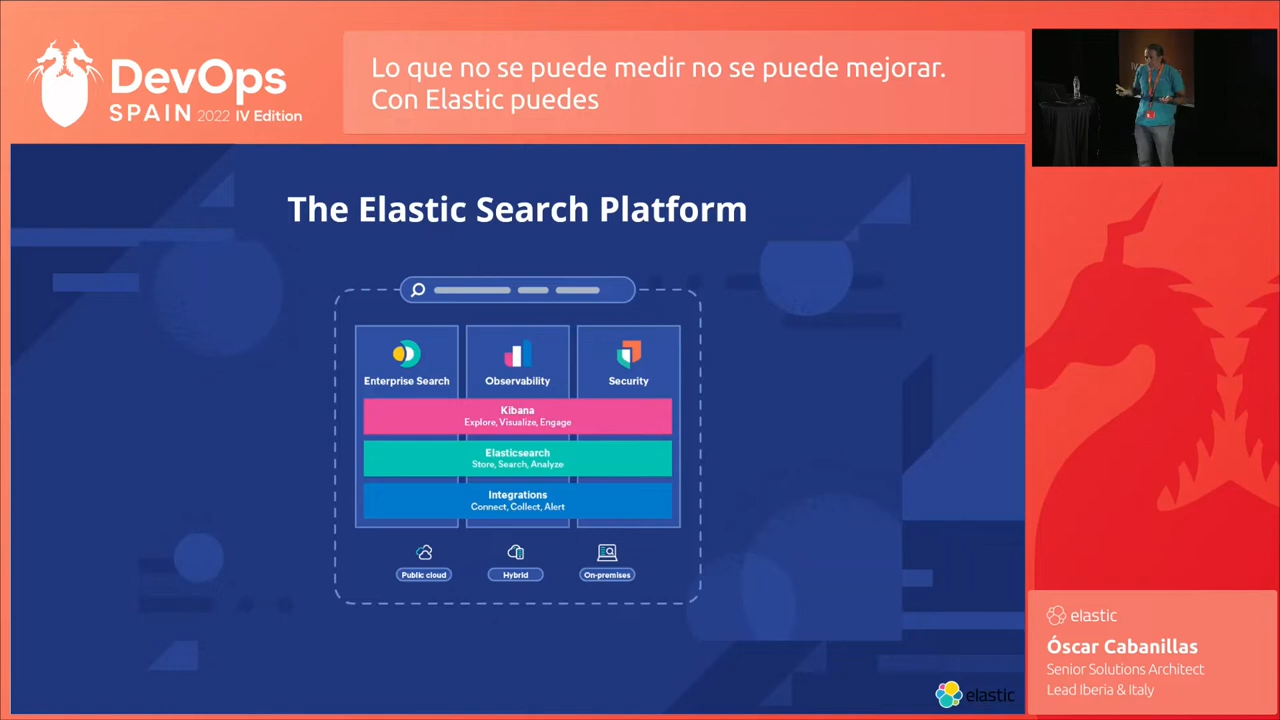 DevOps
SPAIN 2022 IV Edition
Lo que no se puede medir no se puede mejorar.
Con Elastic puedes
The Elastic Search Platform
Enterprise Search
Observability
Security
Kibana
Explore, Visualize, Engage
Elasticsearch
Store, Search, Analyze
Integrations
Connect, Collect, Alert
Public cloud
Hybrid
On-premises
elastic
elastic
Óscar Cabanillas
Senior Solutions Architect
Lead Iberia & Italy